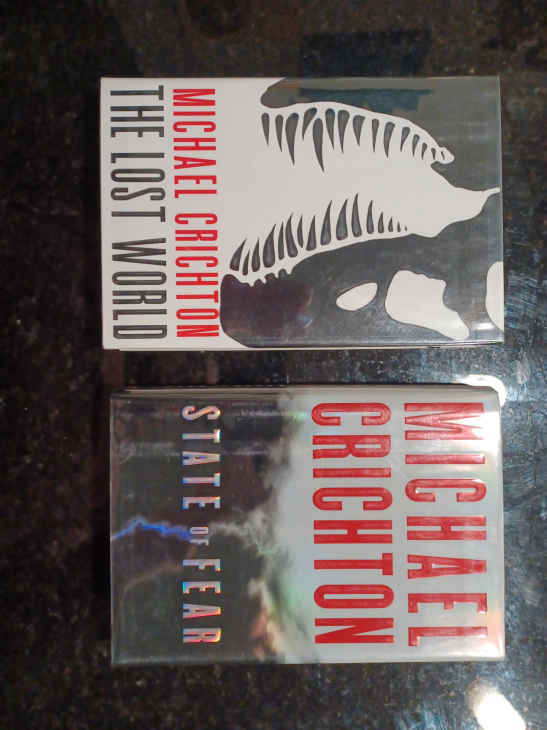 MICHAEL CRICHTON
THE LOST WORLD
MICHAEL
CRICHTON
STATE OF FEAR